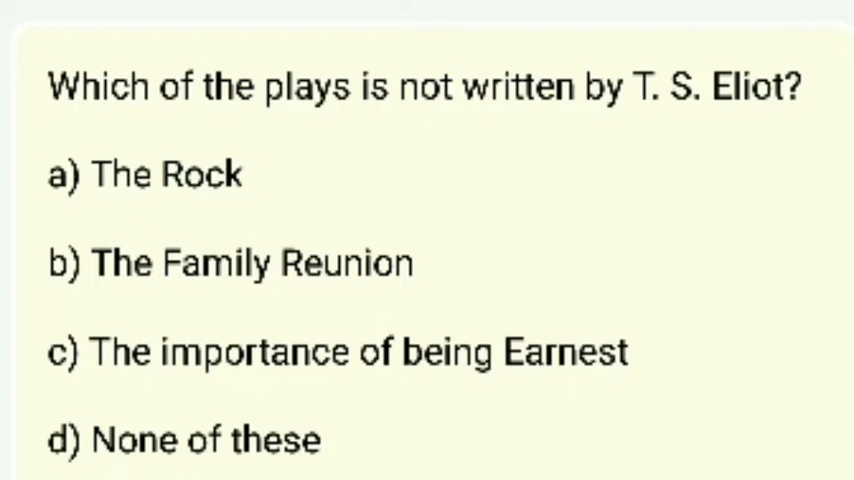 Which of the plays is not written by T. S. Eliot?
a) The Rock
b) The Family Reunion
c) The importance of being Earnest
d) None of these